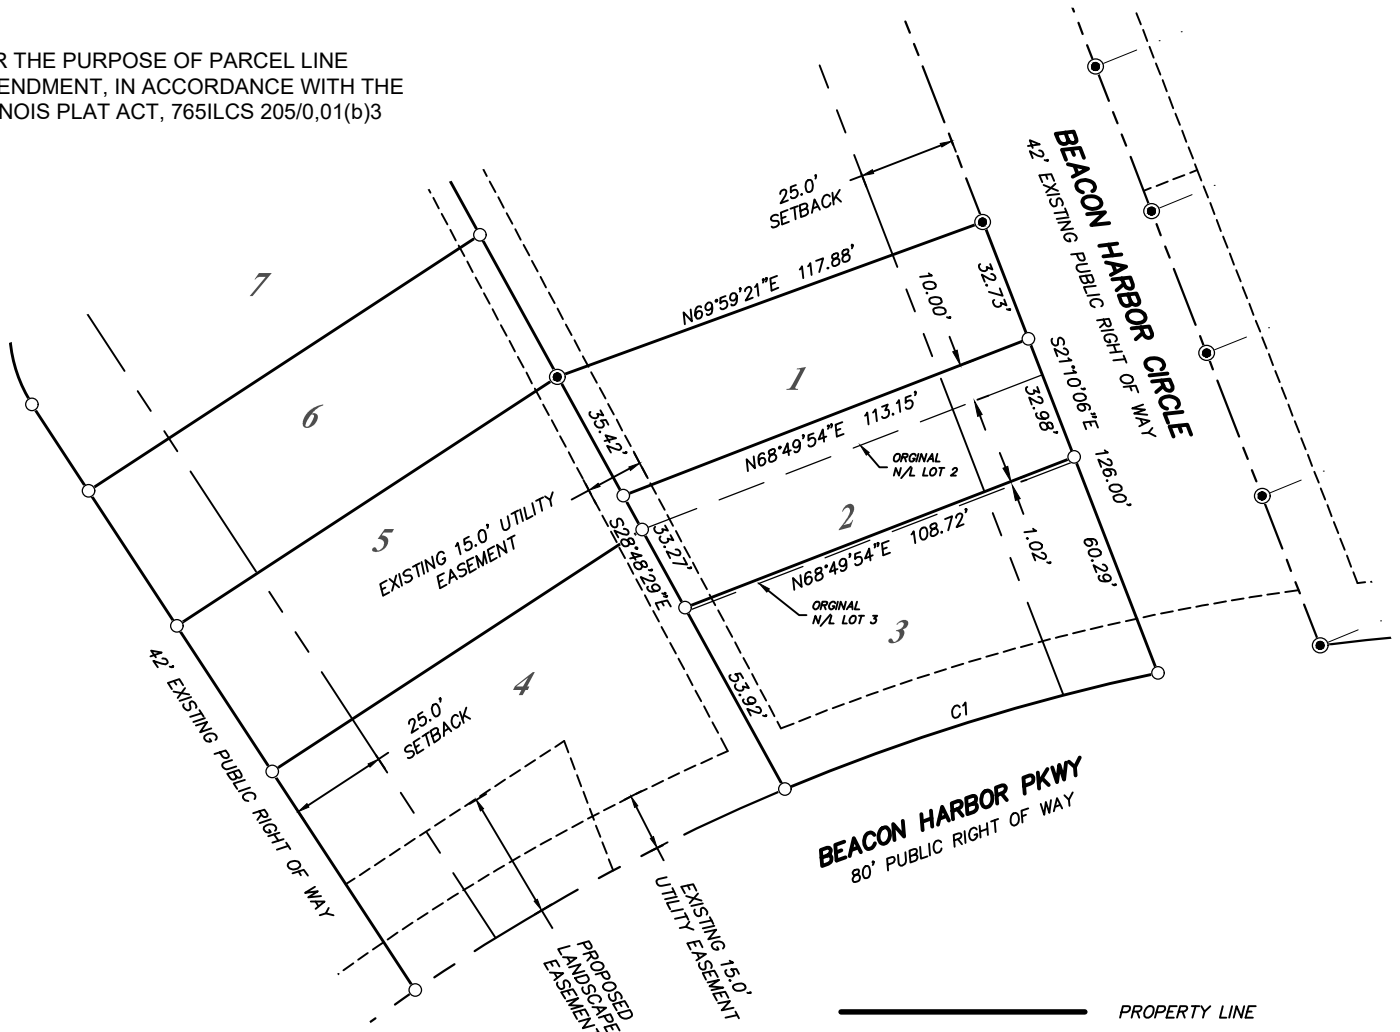 R THE PURPOSE OF PARCEL LINE
ENDMENT, IN ACCORDANCE WITH THE
NOIS PLAT ACT, 765ILCS 205/0,01(b)3
BEACON HARBOR CIRCLE
42' EXISTING PUBLIC RIGHT OF WAY
25.0'
SETBACK
7
N69°59'21"E 117.88'
32.73'
10.00'
1
S21°10'06"E
126.00'
6
35.42'
N68°49'54"E 113.15'
32.98'
ORGINAL
N/L LOT 2
5
EXISTING 15.0' UTILITY
EASEMENT
S28°48'29"E
33.27'
2
N68°49'54"E 108.72'
1.02'
60.29'
ORGINAL
N/L LOT 3
3
42' EXISTING PUBLIC RIGHT OF WAY
4
25.0'
SETBACK
53.92'
C1
BEACON HARBOR PKWY
80' PUBLIC RIGHT OF WAY
EXISTING 15.0'
UTILITY EASEMENT
PROPOSED
LANDSCAPE
EASEMENT
PROPERTY LINE